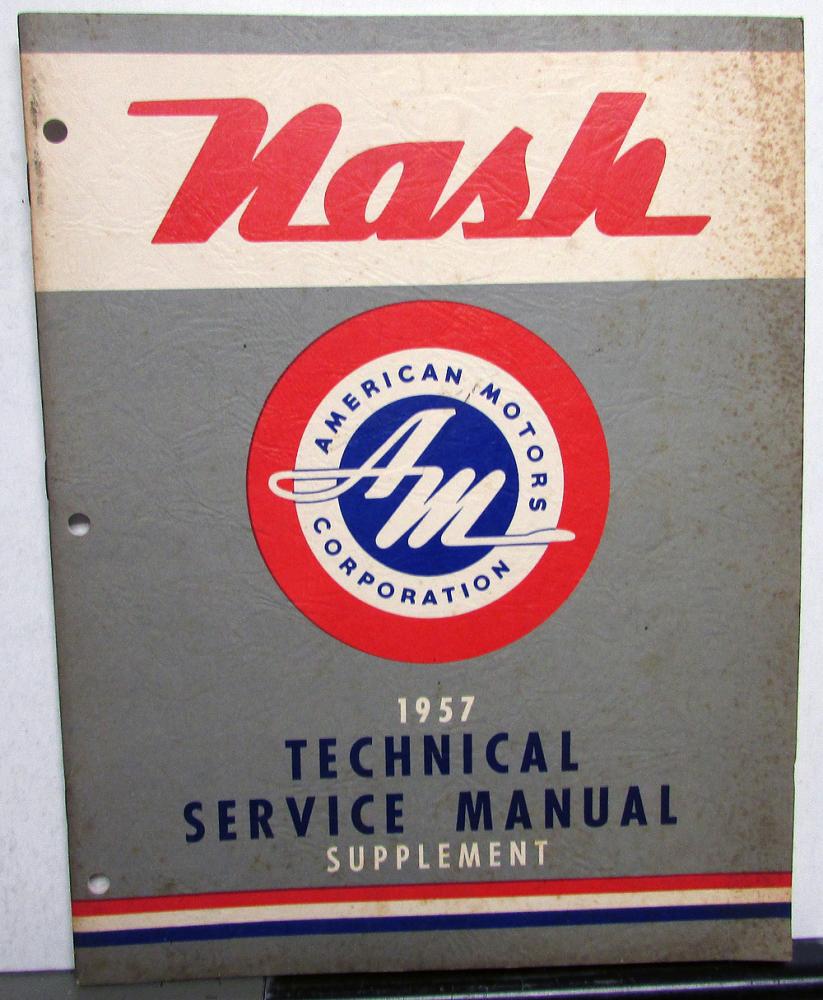 Nash
AMERICAN MOTORS
AM
CORPORATION
1957
TECHNICAL
SERVICE MANUAL
SUPPLEMENT